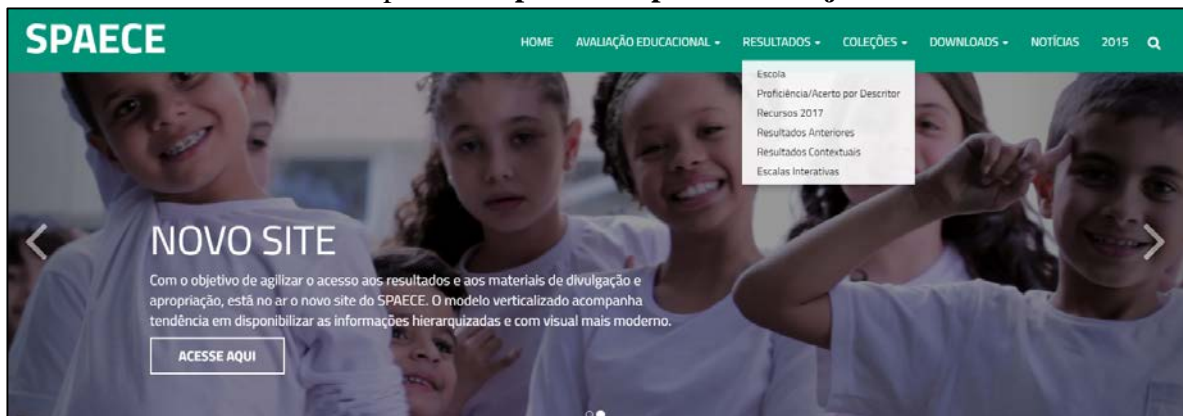 SPAECE
HOME AVALIAÇÃO EDUCACIONAL RESULTADOS COLEÇÕES DOWNLOADS NOTÍCIAS 2015
Escola
Proficiência/Acerto por Descritor
Recursos 2017
Resultados Anteriores
Resultados Contextuais
Escalas Interativas
NOVO SITE
Com o objetivo de agilizar o acesso aos resultados e aos materiais de divulgação e
apropriação, está no ar o novo site do SPAECE. O modelo verticalizado acompanha
tendência em disponibilizar as informações hierarquizadas e com visual mais moderno.
ACESSE AQUI